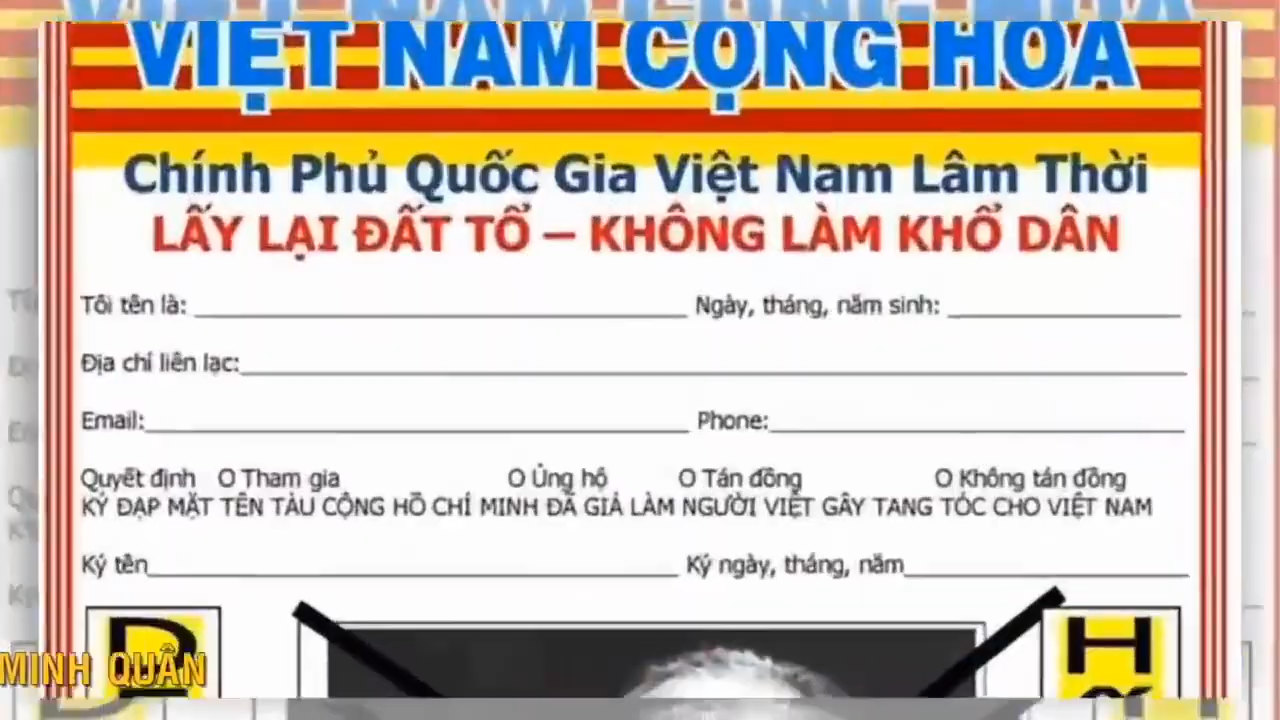 VIỆT NAM CỘNG HÒA
Chính Phủ Quốc Gia Việt Nam Lâm Thời
LẤY LẠI ĐẤT TỔ – KHÔNG LÀM KHỔ DÂN
Tôi tên là: Ngày, tháng, năm sinh:
Địa chỉ liên lạc:
Email: Phone:
Quyết định O Tham gia O Ủng hộ O Tán đồng O Không tán đồng
KÝ ĐẠP MẶT TÊN TÀU CỘNG HỒ CHÍ MINH ĐÃ GIẢ LÀM NGƯỜI VIỆT GÂY TANG TÓC CHO VIỆT NAM
Ký tên Ký ngày, tháng, năm
H
MINH QUÂN